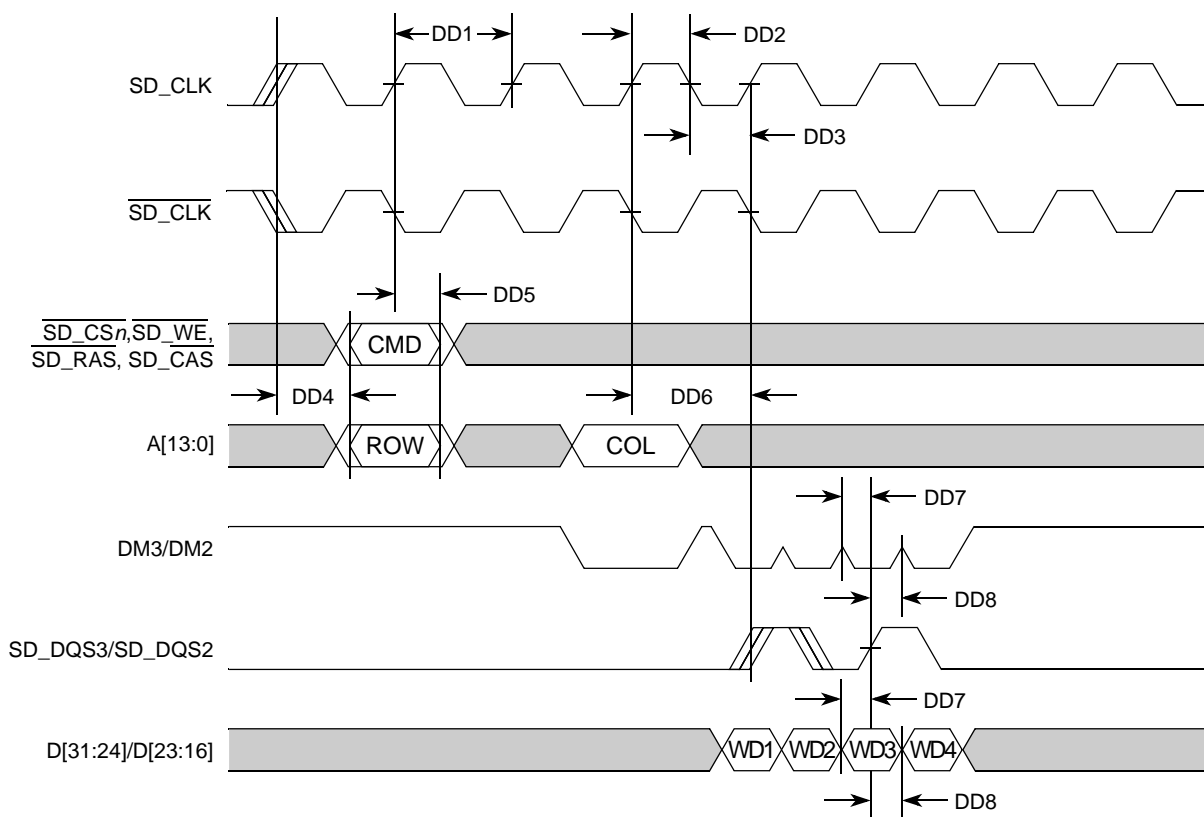 DD1
DD2
SD_CLK
DD3
SD_CLK
DD5
SD_CSn,SD_WE,
SD_RAS, SD_CAS
CMD
DD4
DD6
A[13:0]
ROW
COL
DD7
DM3/DM2
DD8
SD_DQS3/SD_DQS2
DD7
D[31:24]/D[23:16]
WD1
WD2
WD3
WD4
DD8